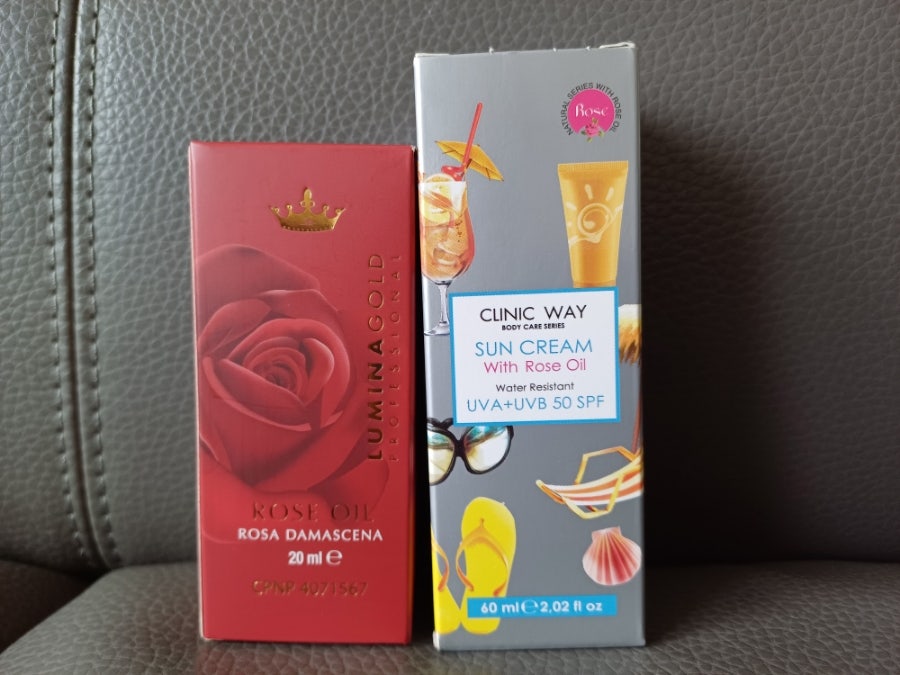 LUMINAGOLD
PROFESSIONAL
ROSE OIL
ROSA DAMASCENA
20 ml ℮
CPNP 4071567
NATURAL SERIES WITH ROSE OIL
Rose
CLINIC WAY
BODY CARE SERIES
SUN CREAM
With Rose Oil
Water Resistant
UVA+UVB 50 SPF
60 ml ℮ 2,02 fl oz